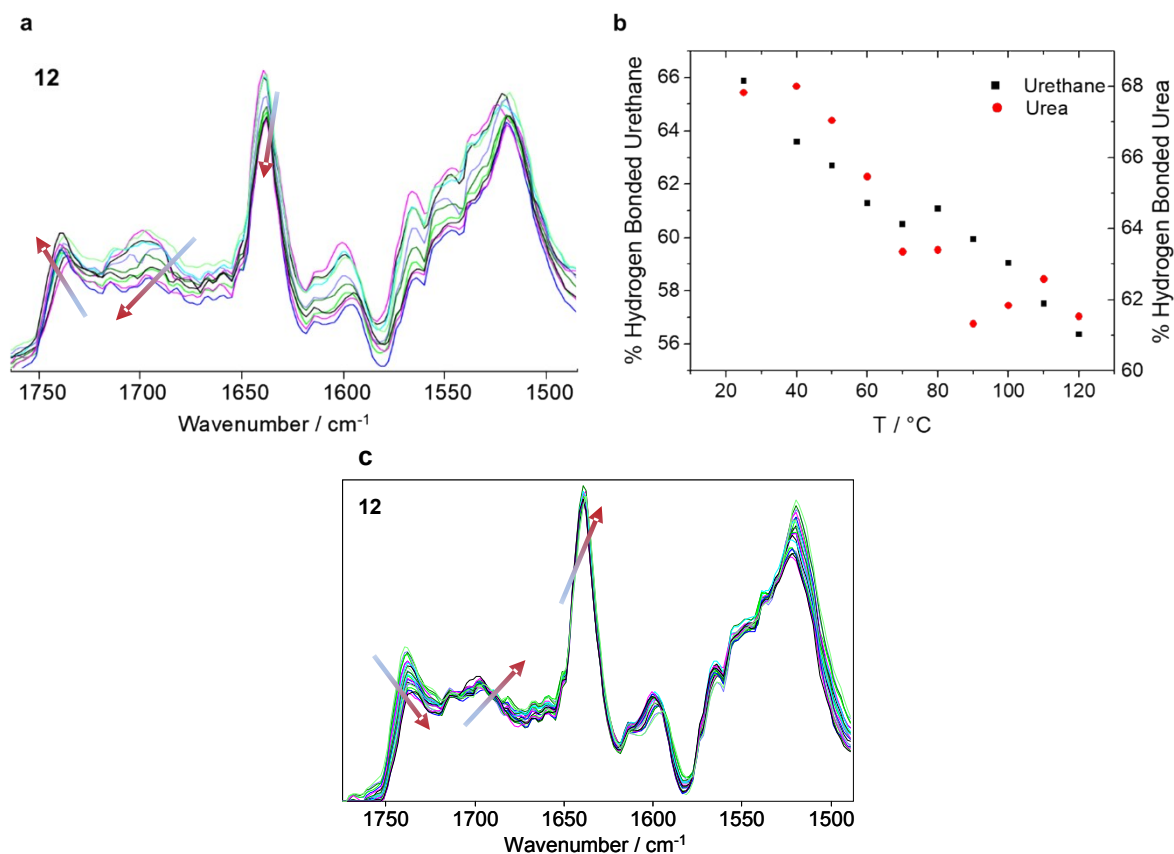 a
12
1750 1700 1650 1600 1550 1500
Wavenumber / cm⁻¹
b
% Hydrogen Bonded Urethane
66
64
62
60
58
56
Urethane
Urea
% Hydrogen Bonded Urea
68
66
64
62
60
20 40 60 80 100 120
T / °C
c
12
1750 1700 1650 1600 1550 1500
Wavenumber / cm⁻¹